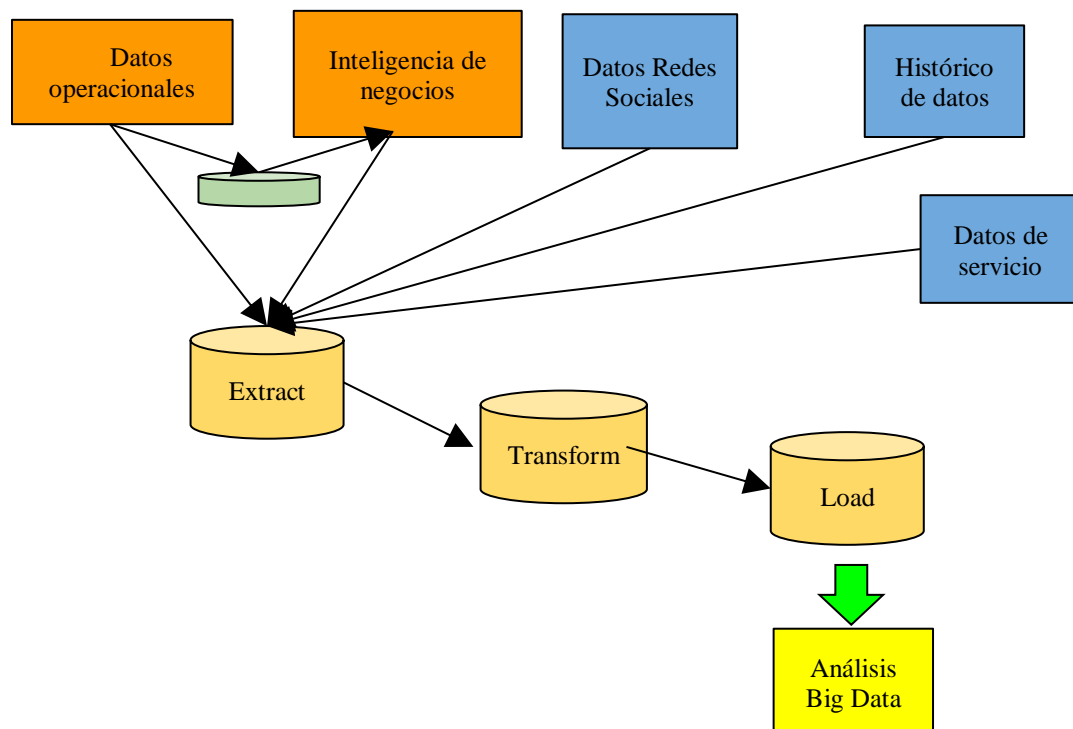 Datos
operacionales
Inteligencia de
negocios
Datos Redes
Sociales
Histórico
de datos
Datos de
servicio
Extract
Transform
Load
Análisis
Big Data